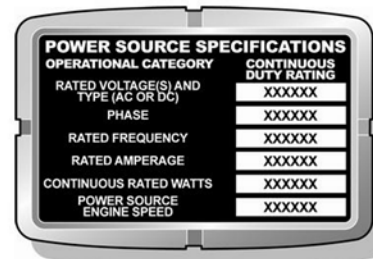 POWER SOURCE SPECIFICATIONS
OPERATIONAL CATEGORY
CONTINUOUS
DUTY RATING
RATED VOLTAGE(S) AND
TYPE (AC OR DC)
XXXXXX
PHASE
XXXXXX
RATED FREQUENCY
XXXXXX
RATED AMPERAGE
XXXXXX
CONTINUOUS RATED WATTS
XXXXXX
POWER SOURCE
ENGINE SPEED
XXXXXX